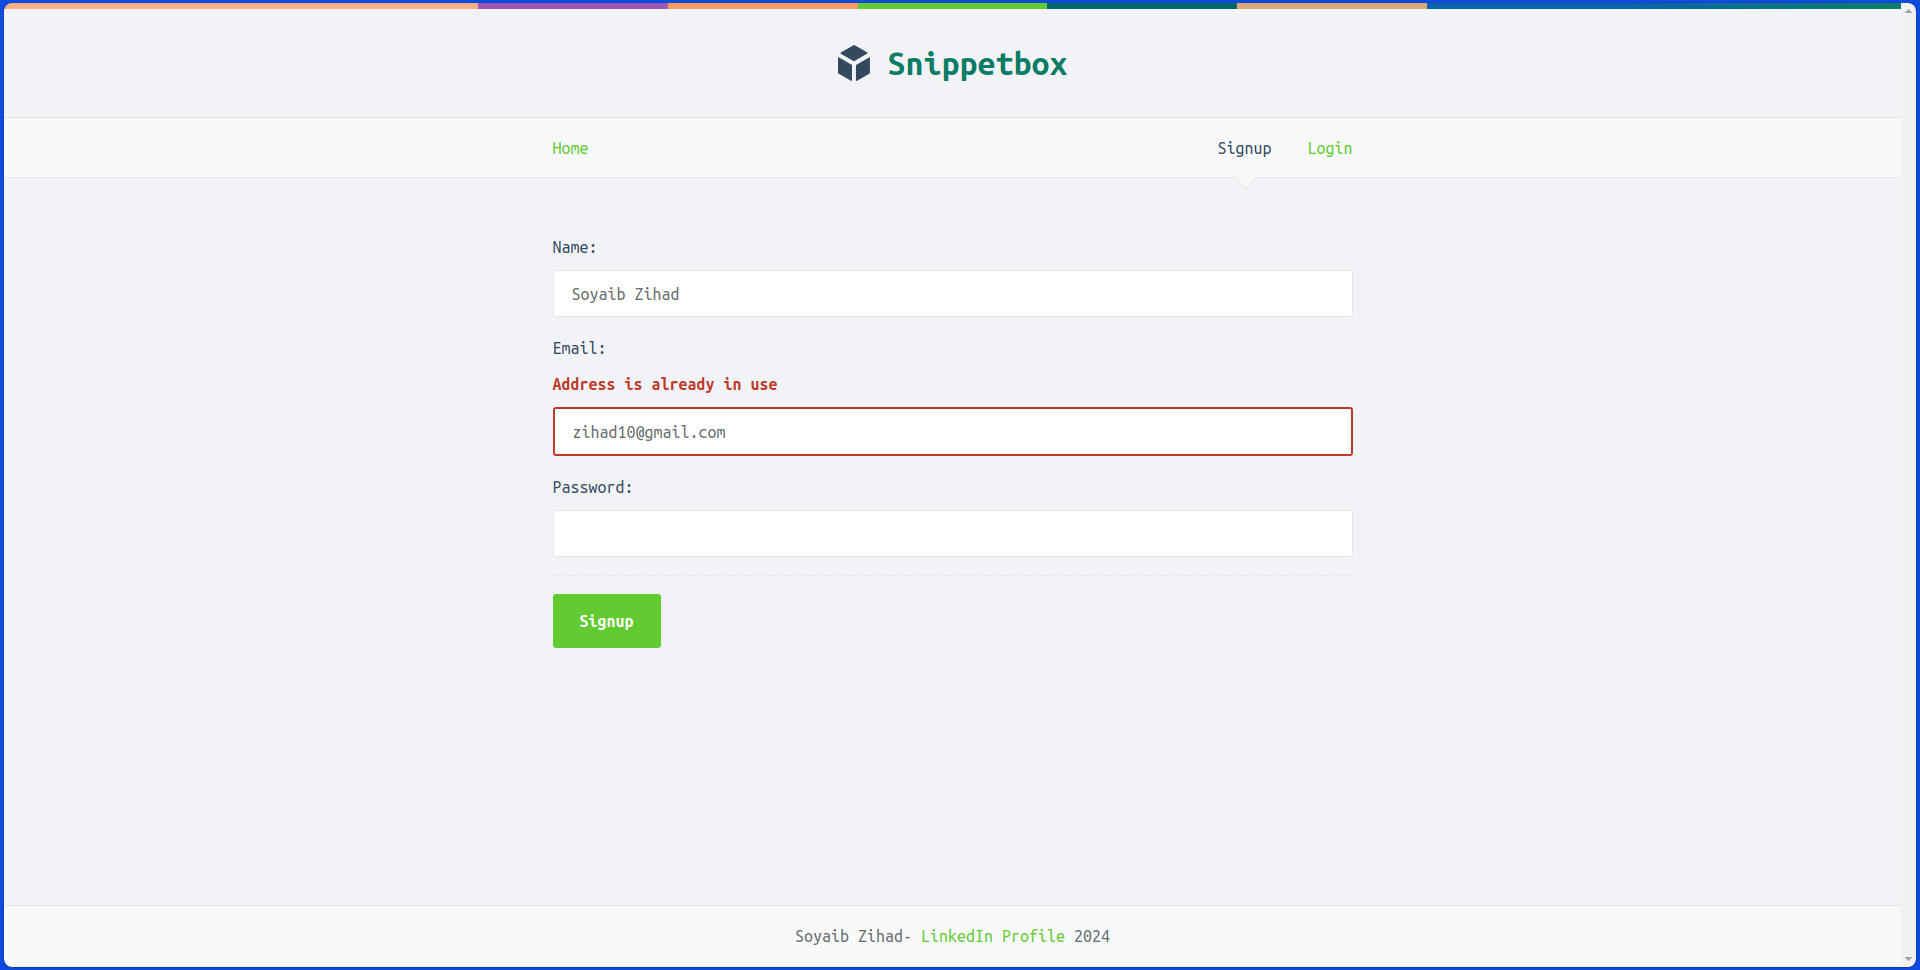 Snippetbox
Home Signup Login
Name:
Soyaib Zihad
Email:
Address is already in use
zihad10@gmail.com
Password:
Signup
Soyaib Zihad- LinkedIn Profile 2024